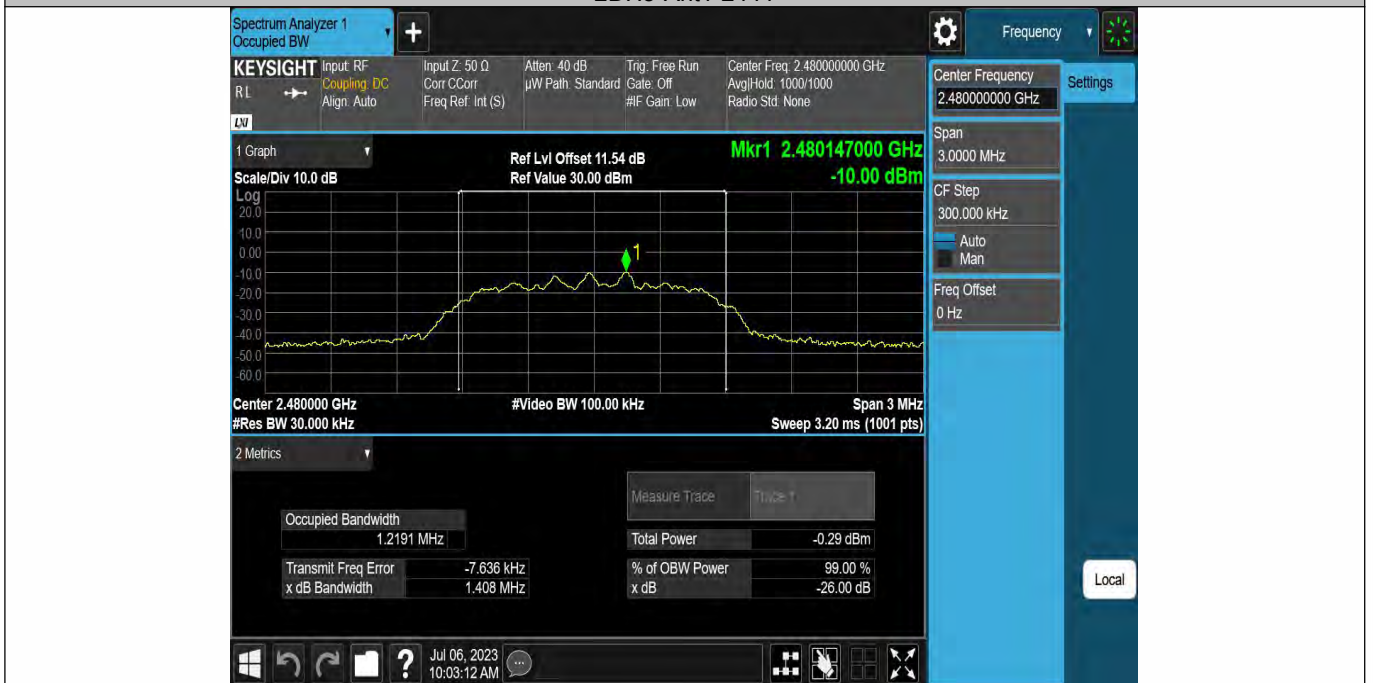 Spectrum Analyzer 1
Occupied BW
+
Frequency
KEYSIGHT
RL
LXI
Input: RF
Coupling: DC
Align: Auto
Input Z: 50 Ω
Corr CCorr
Freq Ref: Int (S)
Atten: 40 dB
µW Path: Standard
Trig: Free Run
Gate: Off
#IF Gain: Low
Center Freq: 2.480000000 GHz
Avg|Hold: 1000/1000
Radio Std: None
Center Frequency
2.480000000 GHz
Settings
Span
3.0000 MHz
CF Step
300.000 kHz
Auto
Man
Freq Offset
0 Hz
Local
1 Graph
Scale/Div 10.0 dB
Ref Lvl Offset 11.54 dB
Ref Value 30.00 dBm
Mkr1 2.480147000 GHz
-10.00 dBm
Log
20.0
10.0
0.00
-10.0
-20.0
-30.0
-40.0
-50.0
-60.0
1
Center 2.480000 GHz
#Video BW 100.00 kHz
Span 3 MHz
#Res BW 30.000 kHz
Sweep 3.20 ms (1001 pts)
2 Metrics
Measure Trace
Trace 1
Occupied Bandwidth
1.2191 MHz
Total Power
-0.29 dBm
Transmit Freq Error
-7.636 kHz
% of OBW Power
99.00 %
x dB Bandwidth
1.408 MHz
x dB
-26.00 dB
?
Jul 06, 2023
10:03:12 AM